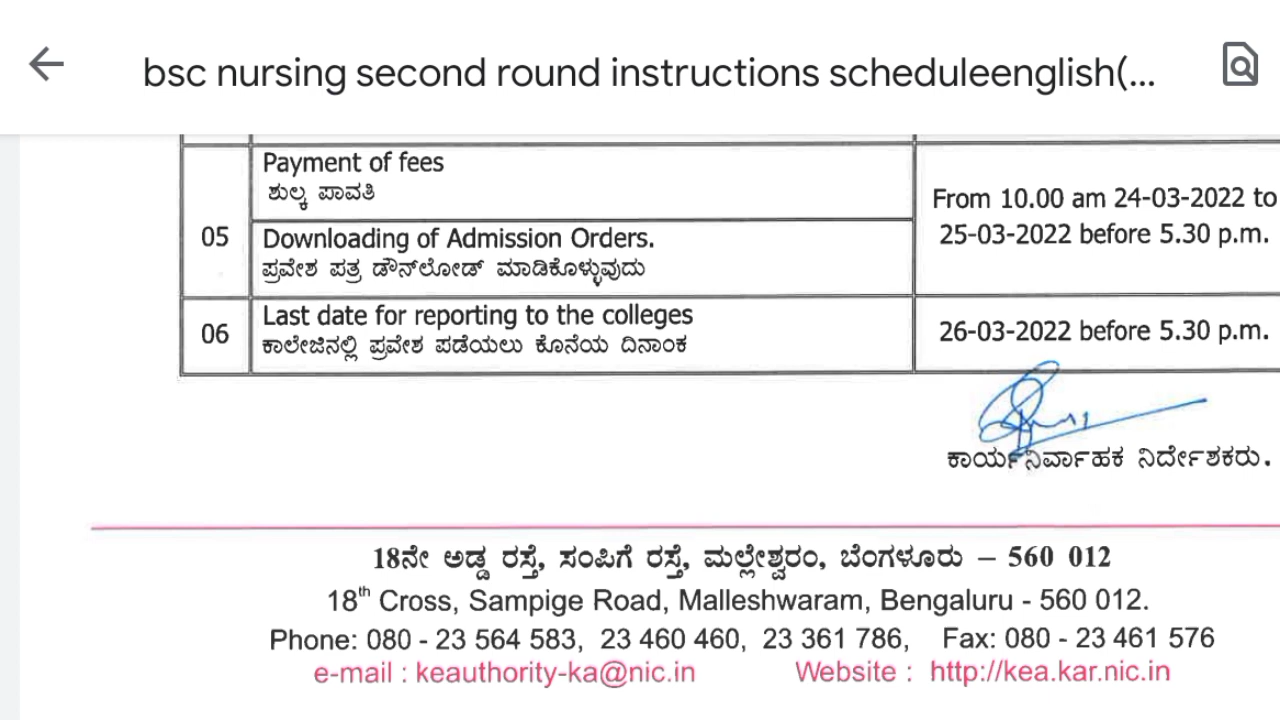 bsc nursing second round instructions scheduleenglish(...
Payment of fees
ಶುಲ್ಕ ಪಾವತಿ
From 10.00 am 24-03-2022 to
25-03-2022 before 5.30 p.m.
05
Downloading of Admission Orders.
ಪ್ರವೇಶ ಪತ್ರ ಡೌನ್‌ಲೋಡ್ ಮಾಡಿಕೊಳ್ಳುವುದು
06
Last date for reporting to the colleges
ಕಾಲೇಜಿನಲ್ಲಿ ಪ್ರವೇಶ ಪಡೆಯಲು ಕೊನೆಯ ದಿನಾಂಕ
26-03-2022 before 5.30 p.m.
ಕಾರ್ಯನಿರ್ವಾಹಕ ನಿರ್ದೇಶಕರು.
18ನೇ ಅಡ್ಡ ರಸ್ತೆ, ಸಂಪಿಗೆ ರಸ್ತೆ, ಮಲ್ಲೇಶ್ವರಂ, ಬೆಂಗಳೂರು – 560 012
18th Cross, Sampige Road, Malleshwaram, Bengaluru - 560 012.
Phone: 080 - 23 564 583, 23 460 460, 23 361 786, Fax: 080 - 23 461 576
e-mail : keauthority-ka@nic.in Website : http://kea.kar.nic.in